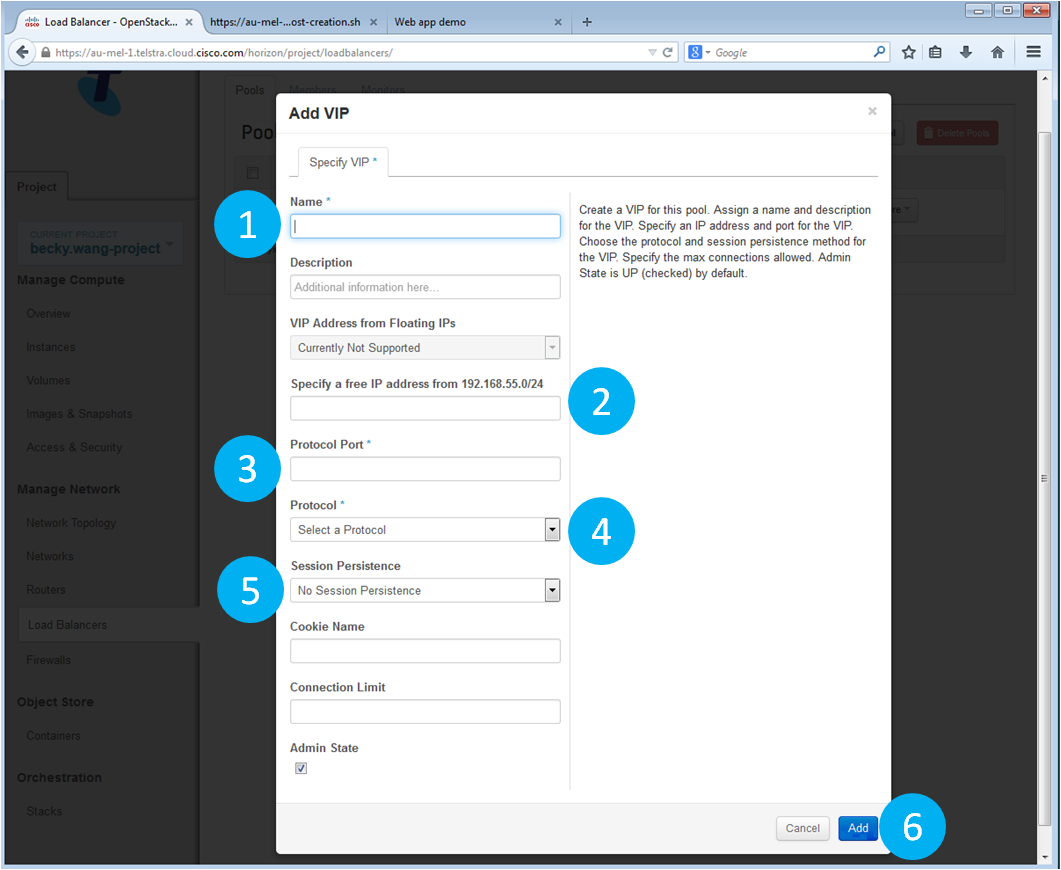 Load Balancer - OpenStack...
https://au-mel-...ost-creation.sh
Web app demo
https://au-mel-1.telstra.cloud.cisco.com/horizon/project/loadbalancers/
Google
Pools
Members
Monitors
Add VIP
Delete Pools
Specify VIP *
Project
CURRENT PROJECT
becky.wang-project
Manage Compute
Overview
Instances
Volumes
Images & Snapshots
Access & Security
Manage Network
Network Topology
Networks
Routers
Load Balancers
Firewalls
Object Store
Containers
Orchestration
Stacks
1
Name *
Description
Additional information here...
VIP Address from Floating IPs
Currently Not Supported
Specify a free IP address from 192.168.55.0/24
2
3
Protocol Port *
Protocol *
Select a Protocol
4
5
Session Persistence
No Session Persistence
Cookie Name
Connection Limit
Admin State
Create a VIP for this pool. Assign a name and description
for the VIP. Specify an IP address and port for the VIP.
Choose the protocol and session persistence method for
the VIP. Specify the max connections allowed. Admin
State is UP (checked) by default.
Cancel
Add
6